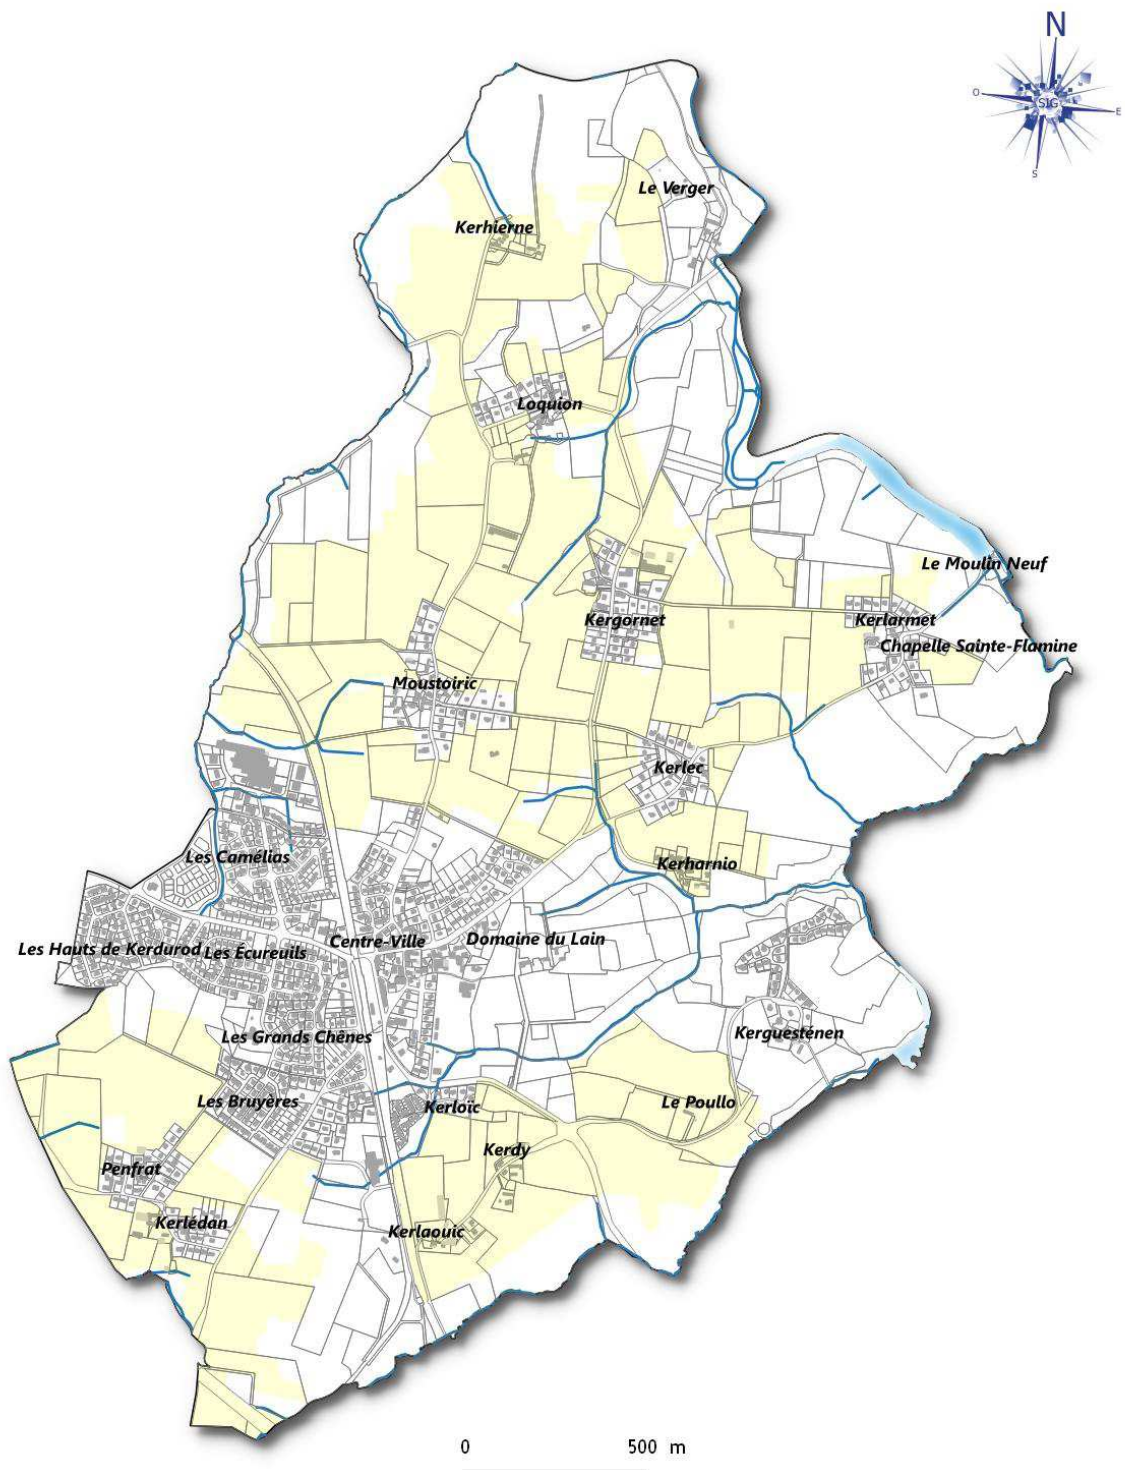 N
O
SIG
E
S
Le Verger
Kerhierne
Loquion
Le Moulin Neuf
Kergornet
Kerlarmet
Chapelle Sainte-Flamine
Moustoiric
Kerlec
Les Camélias
Kerharnio
Les Hauts de Kerdurod
Les Écureuils
Centre-Ville
Domaine du Lain
Les Grands Chênes
Kerguesténen
Les Bruyères
Kerloïc
Le Poullo
Kerdy
Penfrat
Kerlédan
Kerlaouic
0 500 m